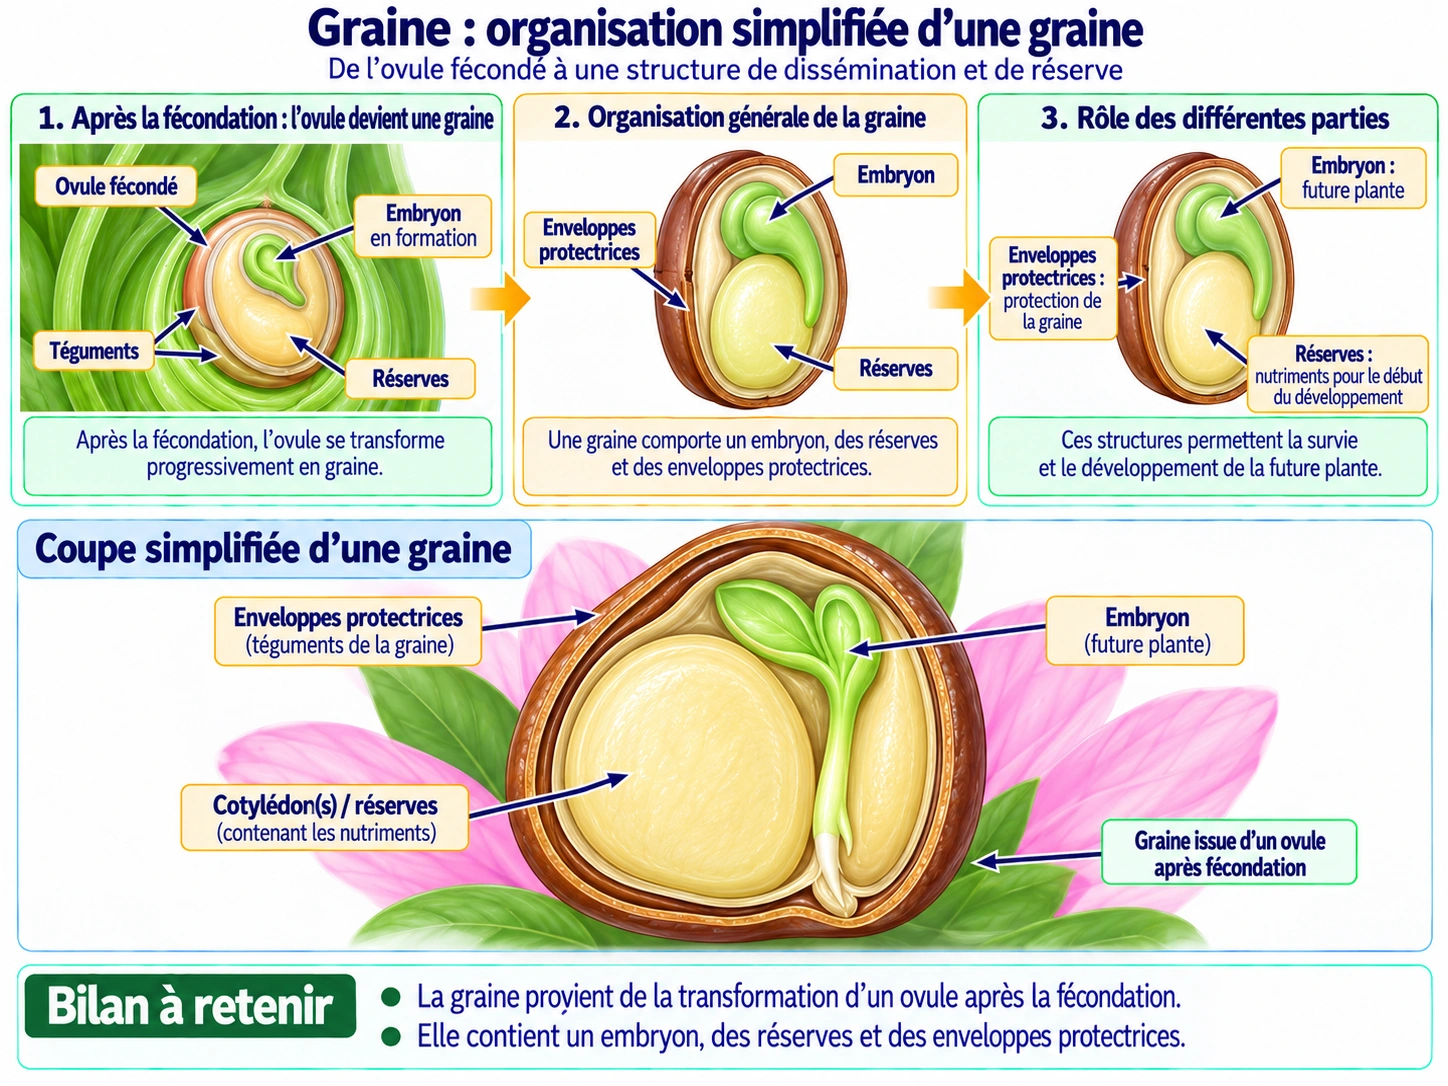 Graine : organisation simplifiée d'une graine
De l'ovule fécondé à une structure de dissémination et de réserve
1. Après la fécondation : l'ovule devient une graine
Ovule fécondé
Embryon
en formation
Téguments
Réserves
Après la fécondation, l'ovule se transforme
progressivement en graine.
2. Organisation générale de la graine
Embryon
Enveloppes
protectrices
Réserves
Une graine comporte un embryon, des réserves
et des enveloppes protectrices.
3. Rôle des différentes parties
Embryon :
future plante
Enveloppes
protectrices :
protection de
la graine
Réserves :
nutriments pour le début
du développement
Ces structures permettent la survie
et le développement de la future plante.
Coupe simplifiée d'une graine
Enveloppes protectrices
(téguments de la graine)
Embryon
(future plante)
Cotylédon(s) / réserves
(contenant les nutriments)
Graine issue d'un ovule
après fécondation
Bilan à retenir
● La graine provient de la transformation d'un ovule après la fécondation.
● Elle contient un embryon, des réserves et des enveloppes protectrices.